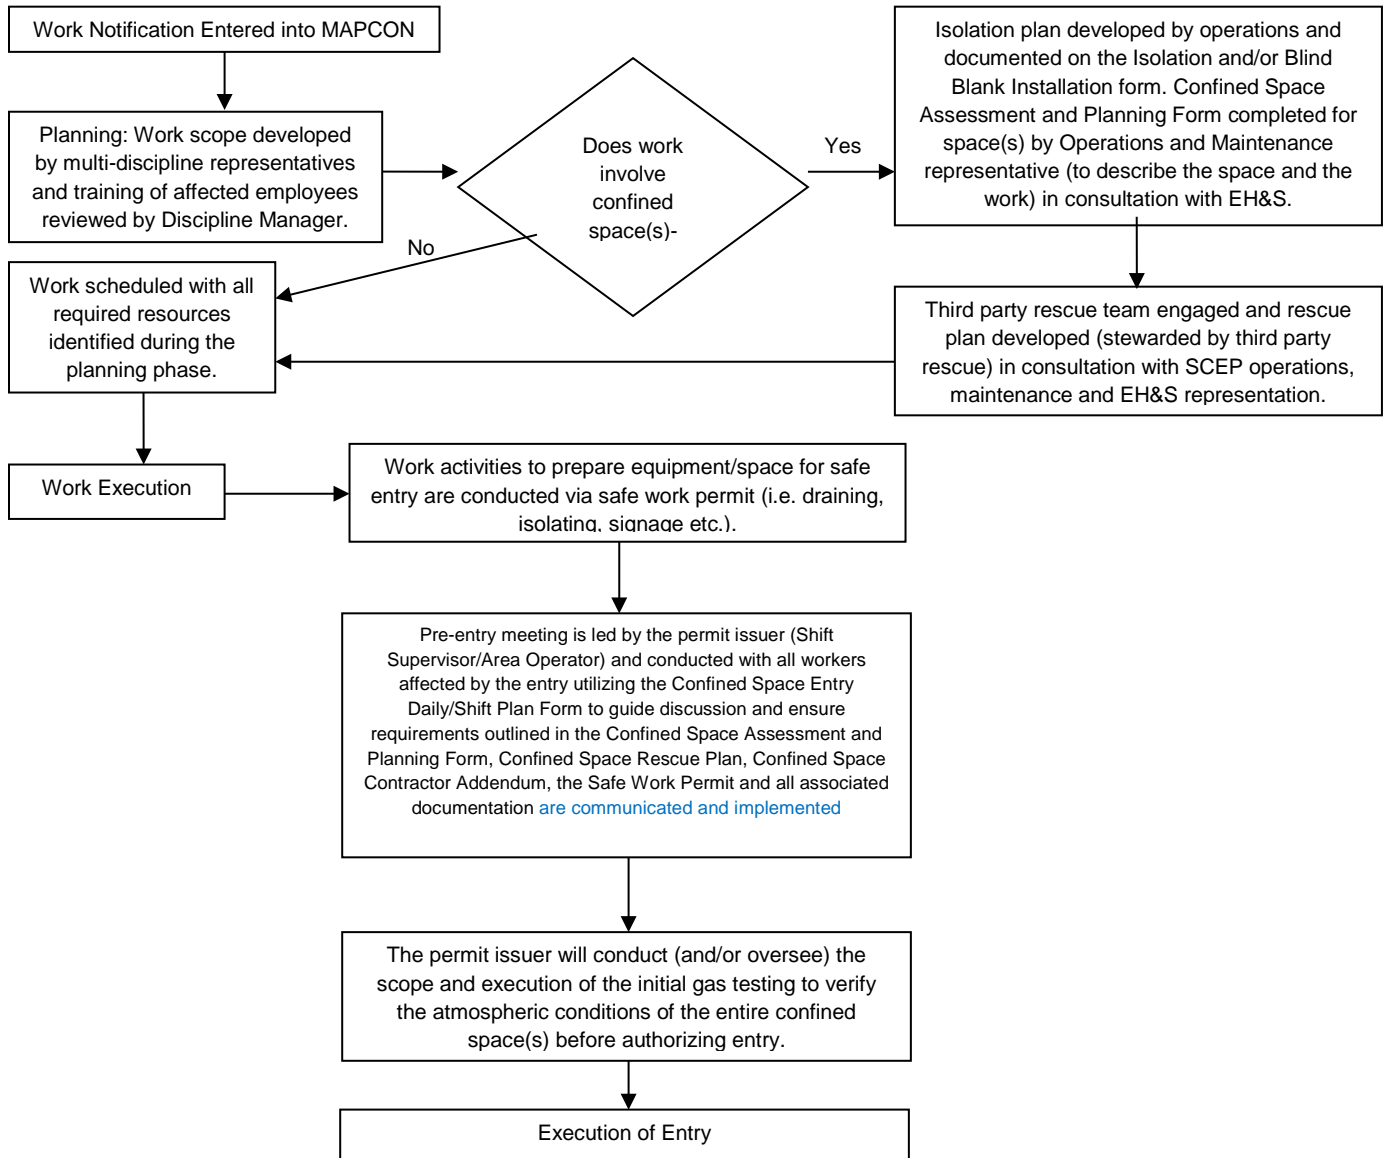 Work Notification Entered into MAPCON
Planning: Work scope developed
by multi-discipline representatives
and training of affected employees
reviewed by Discipline Manager.
Does work
involve
confined
space(s)-
Yes
No
Isolation plan developed by operations and
documented on the Isolation and/or Blind
Blank Installation form. Confined Space
Assessment and Planning Form completed for
space(s) by Operations and Maintenance
representative (to describe the space and the
work) in consultation with EH&S.
Third party rescue team engaged and rescue
plan developed (stewarded by third party
rescue) in consultation with SCEP operations,
maintenance and EH&S representation.
Work scheduled with all
required resources
identified during the
planning phase.
Work Execution
Work activities to prepare equipment/space for safe
entry are conducted via safe work permit (i.e. draining,
isolating, signage etc.).
Pre-entry meeting is led by the permit issuer (Shift
Supervisor/Area Operator) and conducted with all workers
affected by the entry utilizing the Confined Space Entry
Daily/Shift Plan Form to guide discussion and ensure
requirements outlined in the Confined Space Assessment and
Planning Form, Confined Space Rescue Plan, Confined Space
Contractor Addendum, the Safe Work Permit and all associated
documentation are communicated and implemented
The permit issuer will conduct (and/or oversee) the
scope and execution of the initial gas testing to verify
the atmospheric conditions of the entire confined
space(s) before authorizing entry.
Execution of Entry